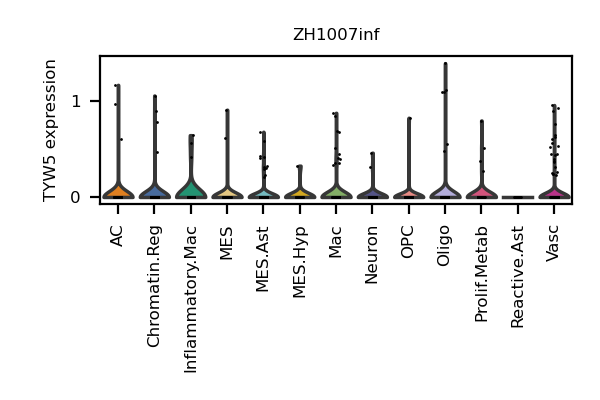 ZH1007inf
TYW5 expression
1
0
AC
Chromatin.Reg
Inflammatory.Mac
MES
MES.Ast
MES.Hyp
Mac
Neuron
OPC
Oligo
Prolif.Metab
Reactive.Ast
Vasc